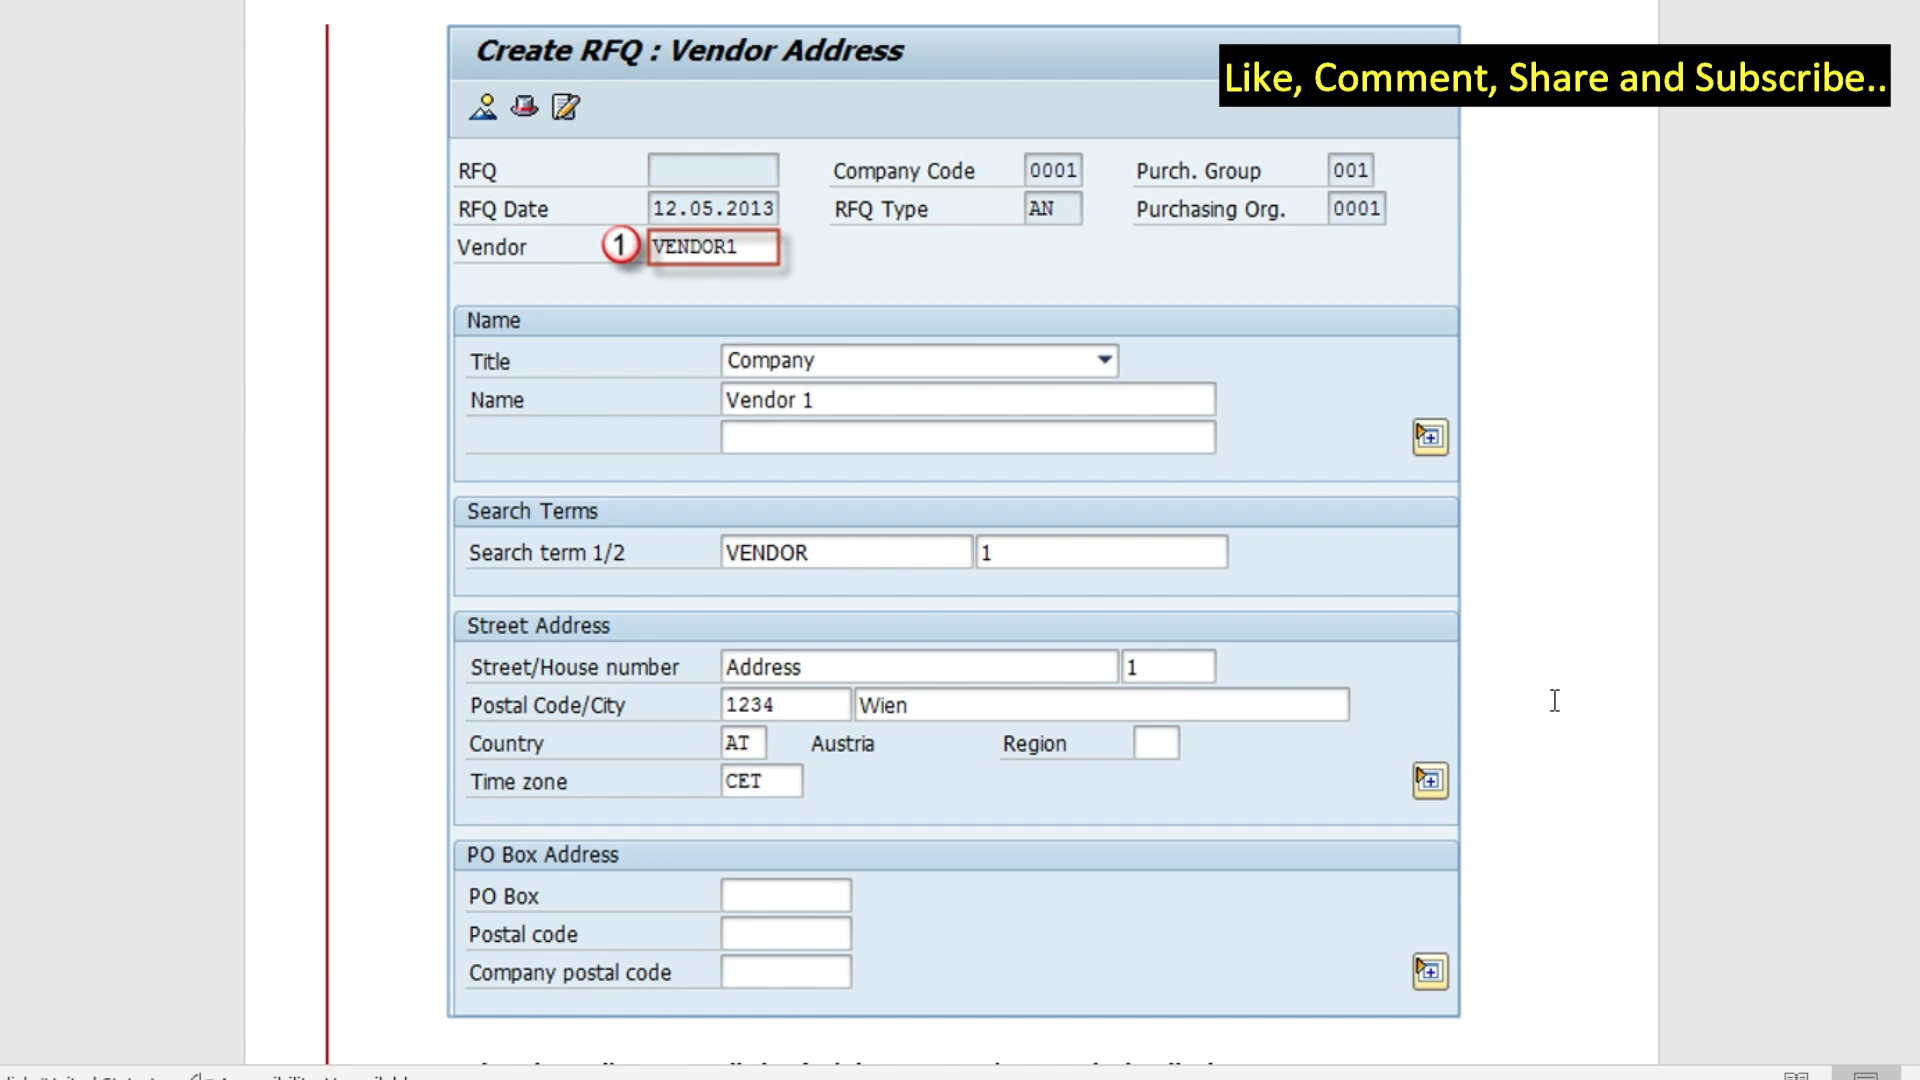 Create RFQ : Vendor Address
Like, Comment, Share and Subscribe..
RFQ Company Code 0001 Purch. Group 001
RFQ Date 12.05.2013 RFQ Type AN Purchasing Org. 0001
Vendor 1 VENDOR1
Name
Title Company
Name Vendor 1
Search Terms
Search term 1/2 VENDOR 1
Street Address
Street/House number Address 1
Postal Code/City 1234 Wien
Country AT Austria Region
Time zone CET
PO Box Address
PO Box
Postal code
Company postal code